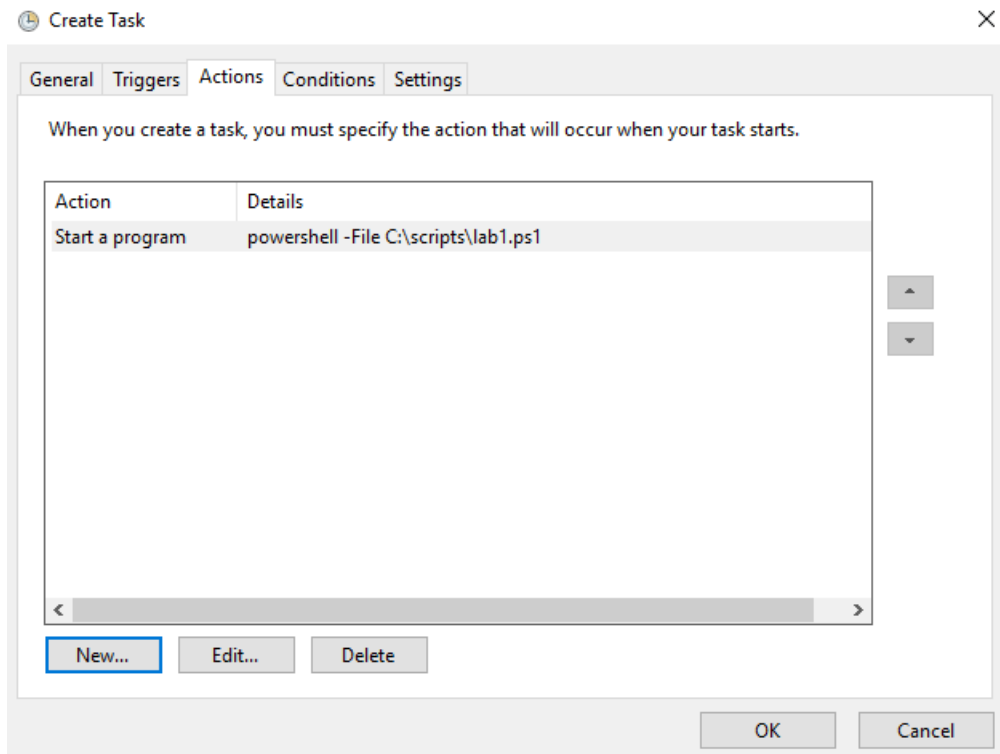 Create Task
General Triggers Actions Conditions Settings
When you create a task, you must specify the action that will occur when your task starts.
Action Details
Start a program powershell -File C:\scripts\lab1.ps1
New... Edit... Delete
OK Cancel